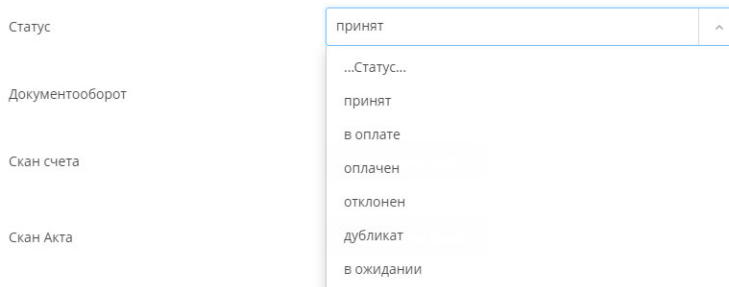 Статус
принят
...Статус...
Документооборот
принят
в оплате
Скан счета
оплачен
отклонен
Скан Акта
дубликат
в ожидании